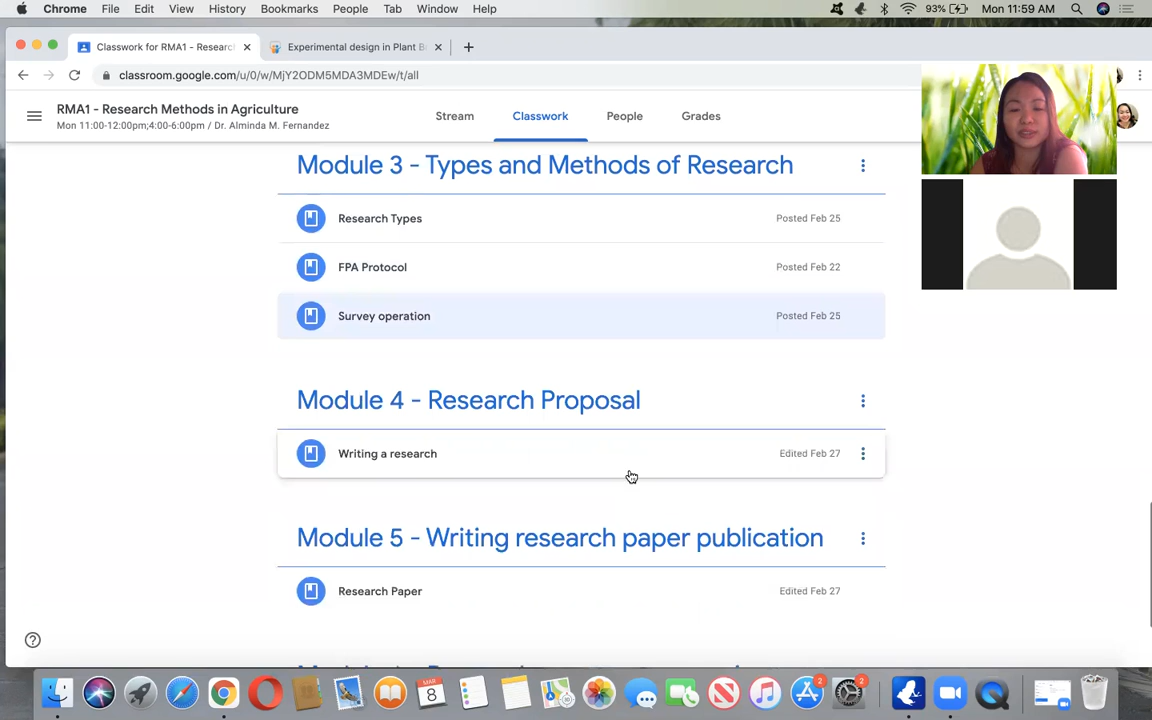 Chrome File Edit View History Bookmarks People Tab Window Help 93% Mon 11:59 AM
Classwork for RMA1 - Researc Experimental design in Plant B
classroom.google.com/u/0/w/MjY2ODM5MDA3MDEw/t/all
RMA1 - Research Methods in Agriculture
Mon 11:00-12:00pm;4:00-6:00pm / Dr. Alminda M. Fernandez
Stream Classwork People Grades
Module 3 - Types and Methods of Research
Research Types Posted Feb 25
FPA Protocol Posted Feb 22
Survey operation Posted Feb 25
Module 4 - Research Proposal
Writing a research Edited Feb 27
Module 5 - Writing research paper publication
Research Paper Edited Feb 27
MAR
8
2
2